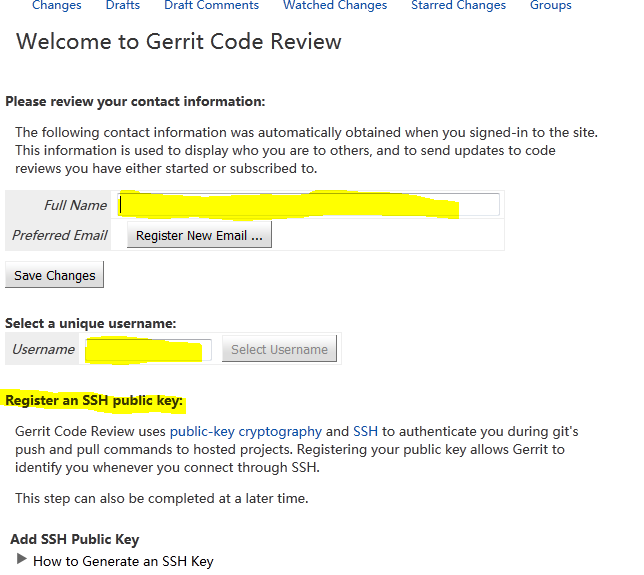 Changes Drafts Draft Comments Watched Changes Starred Changes Groups
Welcome to Gerrit Code Review
Please review your contact information:
The following contact information was automatically obtained when you signed-in to the site.
This information is used to display who you are to others, and to send updates to code
reviews you have either started or subscribed to.
Full Name
Preferred Email Register New Email ...
Save Changes
Select a unique username:
Username Select Username
Register an SSH public key:
Gerrit Code Review uses public-key cryptography and SSH to authenticate you during git's
push and pull commands to hosted projects. Registering your public key allows Gerrit to
identify you whenever you connect through SSH.
This step can also be completed at a later time.
Add SSH Public Key
How to Generate an SSH Key